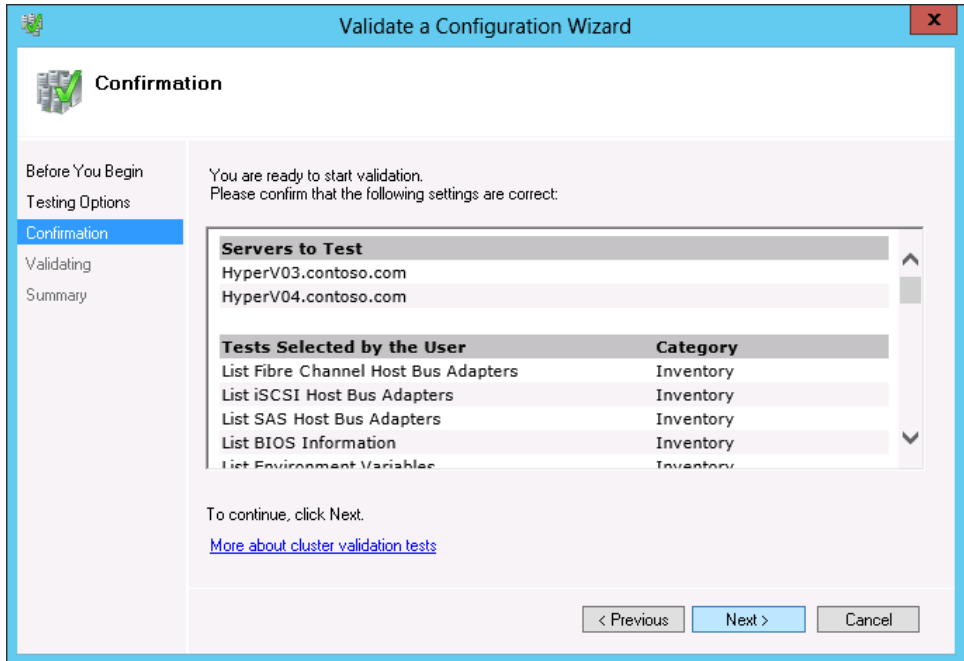 Validate a Configuration Wizard
x
Confirmation
Before You Begin
Testing Options
Confirmation
Validating
Summary
You are ready to start validation.
Please confirm that the following settings are correct:
Servers to Test
HyperV03.contoso.com
HyperV04.contoso.com
Tests Selected by the User Category
List Fibre Channel Host Bus Adapters Inventory
List iSCSI Host Bus Adapters Inventory
List SAS Host Bus Adapters Inventory
List BIOS Information Inventory
List Environment Variables Inventory
To continue, click Next.
More about cluster validation tests
< Previous Next > Cancel